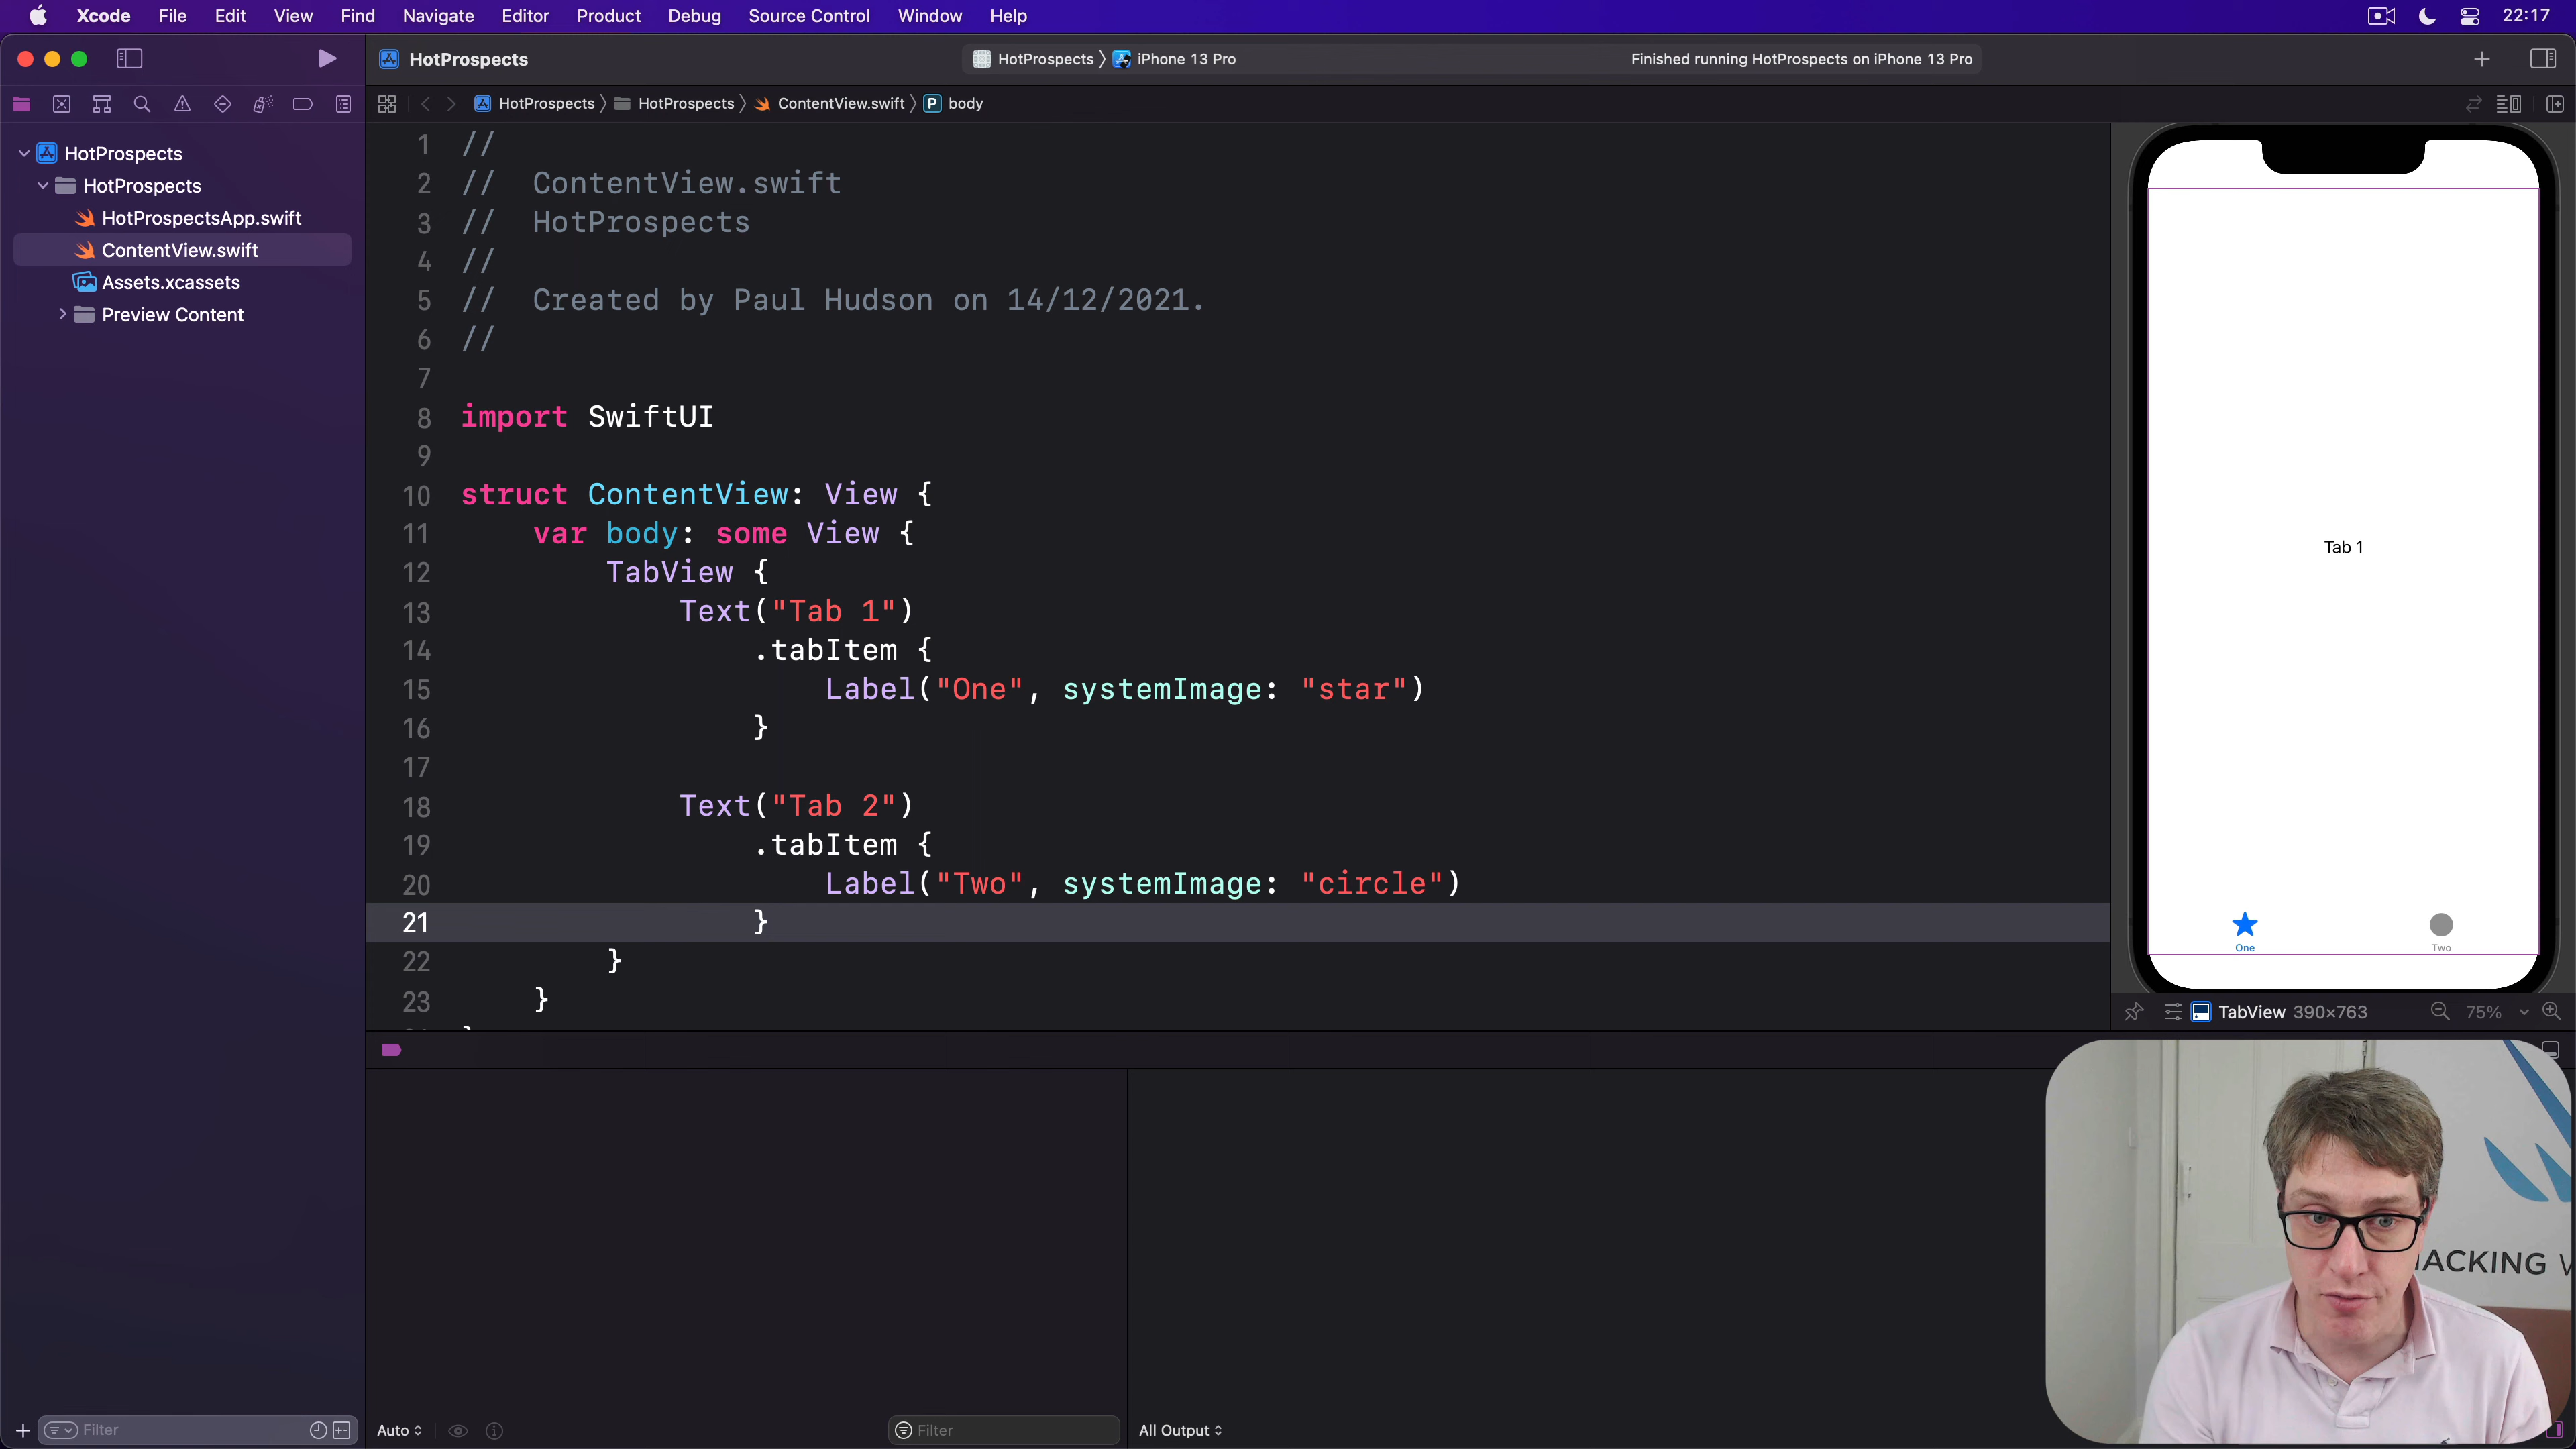 Xcode File Edit View Find Navigate Editor Product Debug Source Control Window Help 22:17
HotProspects HotProspects iPhone 13 Pro Finished running HotProspects on iPhone 13 Pro
HotProspects HotProspects ContentView.swift P body
HotProspects
HotProspects
HotProspectsApp.swift
ContentView.swift
Assets.xcassets
Preview Content
1 //
2 // ContentView.swift
3 // HotProspects
4 //
5 // Created by Paul Hudson on 14/12/2021.
6 //
7
8 import SwiftUI
9
10 struct ContentView: View {
11 var body: some View {
12 TabView {
13 Text("Tab 1")
14 .tabItem {
15 Label("One", systemImage: "star")
16 }
17
18 Text("Tab 2")
19 .tabItem {
20 Label("Two", systemImage: "circle")
21 }
22 }
23 }
Tab 1
One Two
TabView 390×763 75%
ACKING W
Filter
Auto
Filter
All Output